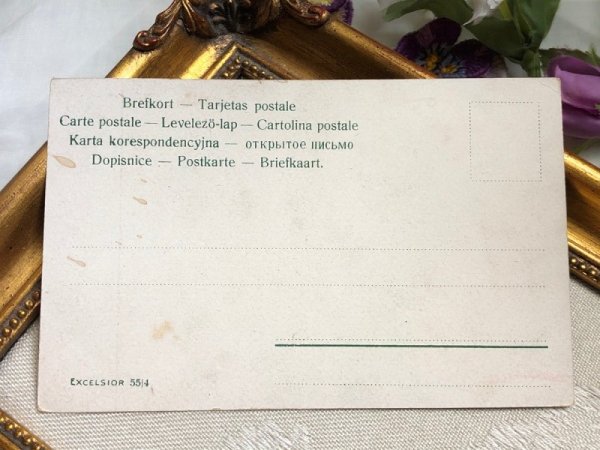 Brefkort — Tarjetas postale
Carte postale — Levelezö-lap — Cartolina postale
Karta korespondencyjna — открытое письмо
Dopisnice — Postkarte — Briefkaart.
EXCELSIOR 55/4